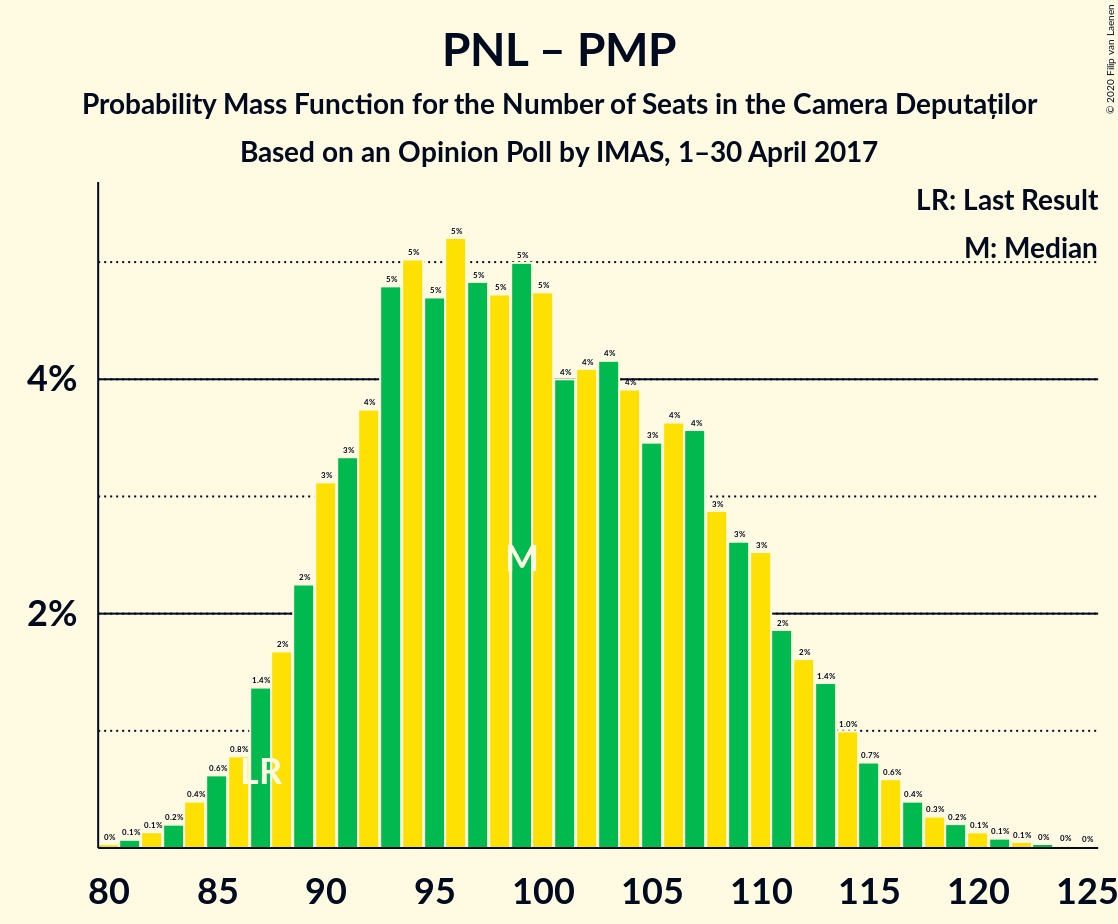 PNL – PMP
Probability Mass Function for the Number of Seats in the Camera Deputaților
Based on an Opinion Poll by IMAS, 1–30 April 2017
© 2020 Filip van Laenen
LR: Last Result
M: Median
4%
2%
0% 0.1% 0.1% 0.2% 0.4% 0.6% 0.8% 1.4% 2% 2% 3% 3% 4% 5% 5% 5% 5% 5% 5% 5% 5% 4% 4% 4% 4% 3% 4% 4% 3% 3% 3% 2% 2% 1.4% 1.0% 0.7% 0.6% 0.4% 0.3% 0.2% 0.1% 0.1% 0.1% 0% 0% 0%
M
LR
80 85 90 95 100 105 110 115 120 125